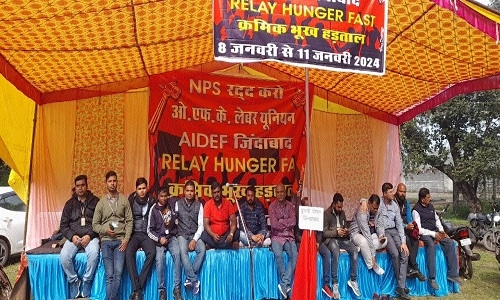 RELAY HUNGER FAST
क्रमिक भूख हड़ताल
8 जनवरी से 11 जनवरी 2024
NPS रद्द करो
ओ.एफ.के. लेबर यूनियन
AIDEF जिंदाबाद
RELAY HUNGER FAS
क्रमिक भूख हड़ताल